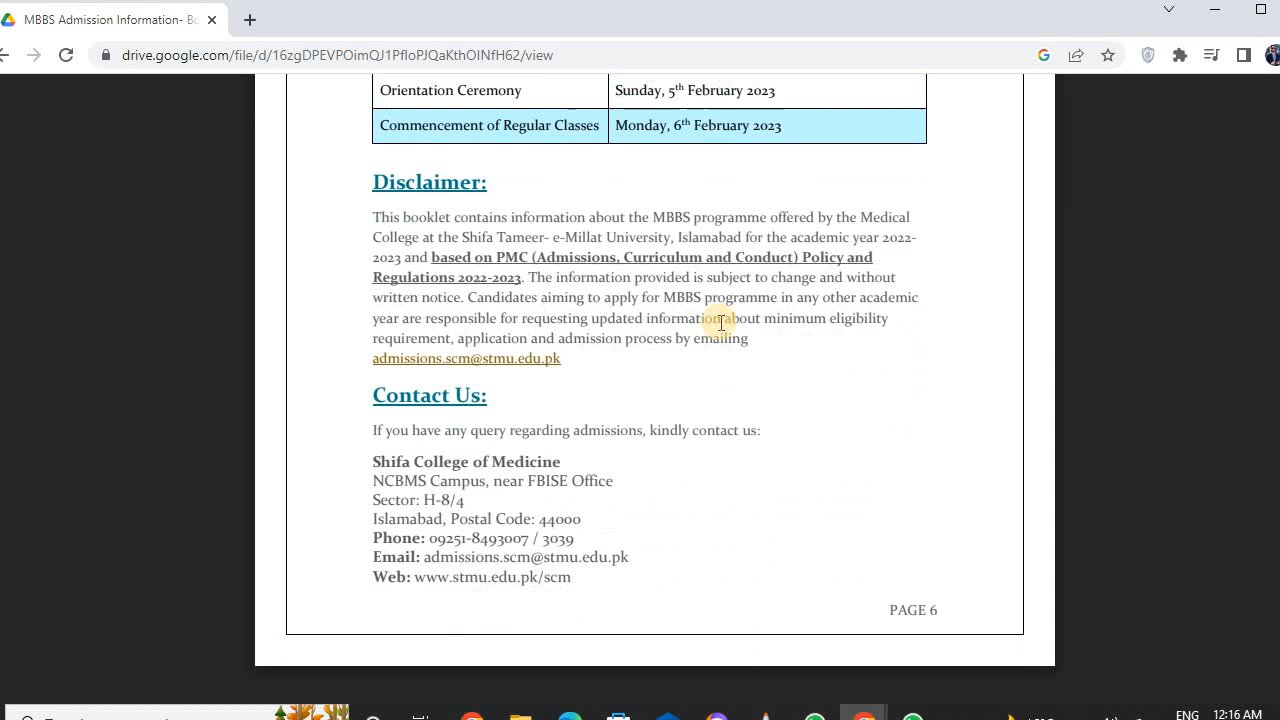 MBBS Admission Information- Bo
drive.google.com/file/d/16zgDPEVPOimQJ1PfloPJQaKthOINfH62/view
Orientation Ceremony Sunday, 5th February 2023
Commencement of Regular Classes Monday, 6th February 2023
Disclaimer:
This booklet contains information about the MBBS programme offered by the Medical
College at the Shifa Tameer- e-Millat University, Islamabad for the academic year 2022-
2023 and based on PMC (Admissions, Curriculum and Conduct) Policy and
Regulations 2022-2023. The information provided is subject to change and without
written notice. Candidates aiming to apply for MBBS programme in any other academic
year are responsible for requesting updated information about minimum eligibility
requirement, application and admission process by emailing
admissions.scm@stmu.edu.pk
Contact Us:
If you have any query regarding admissions, kindly contact us:
Shifa College of Medicine
NCBMS Campus, near FBISE Office
Sector: H-8/4
Islamabad, Postal Code: 44000
Phone: 09251-8493007 / 3039
Email: admissions.scm@stmu.edu.pk
Web: www.stmu.edu.pk/scm
PAGE 6
ENG 12:16 AM